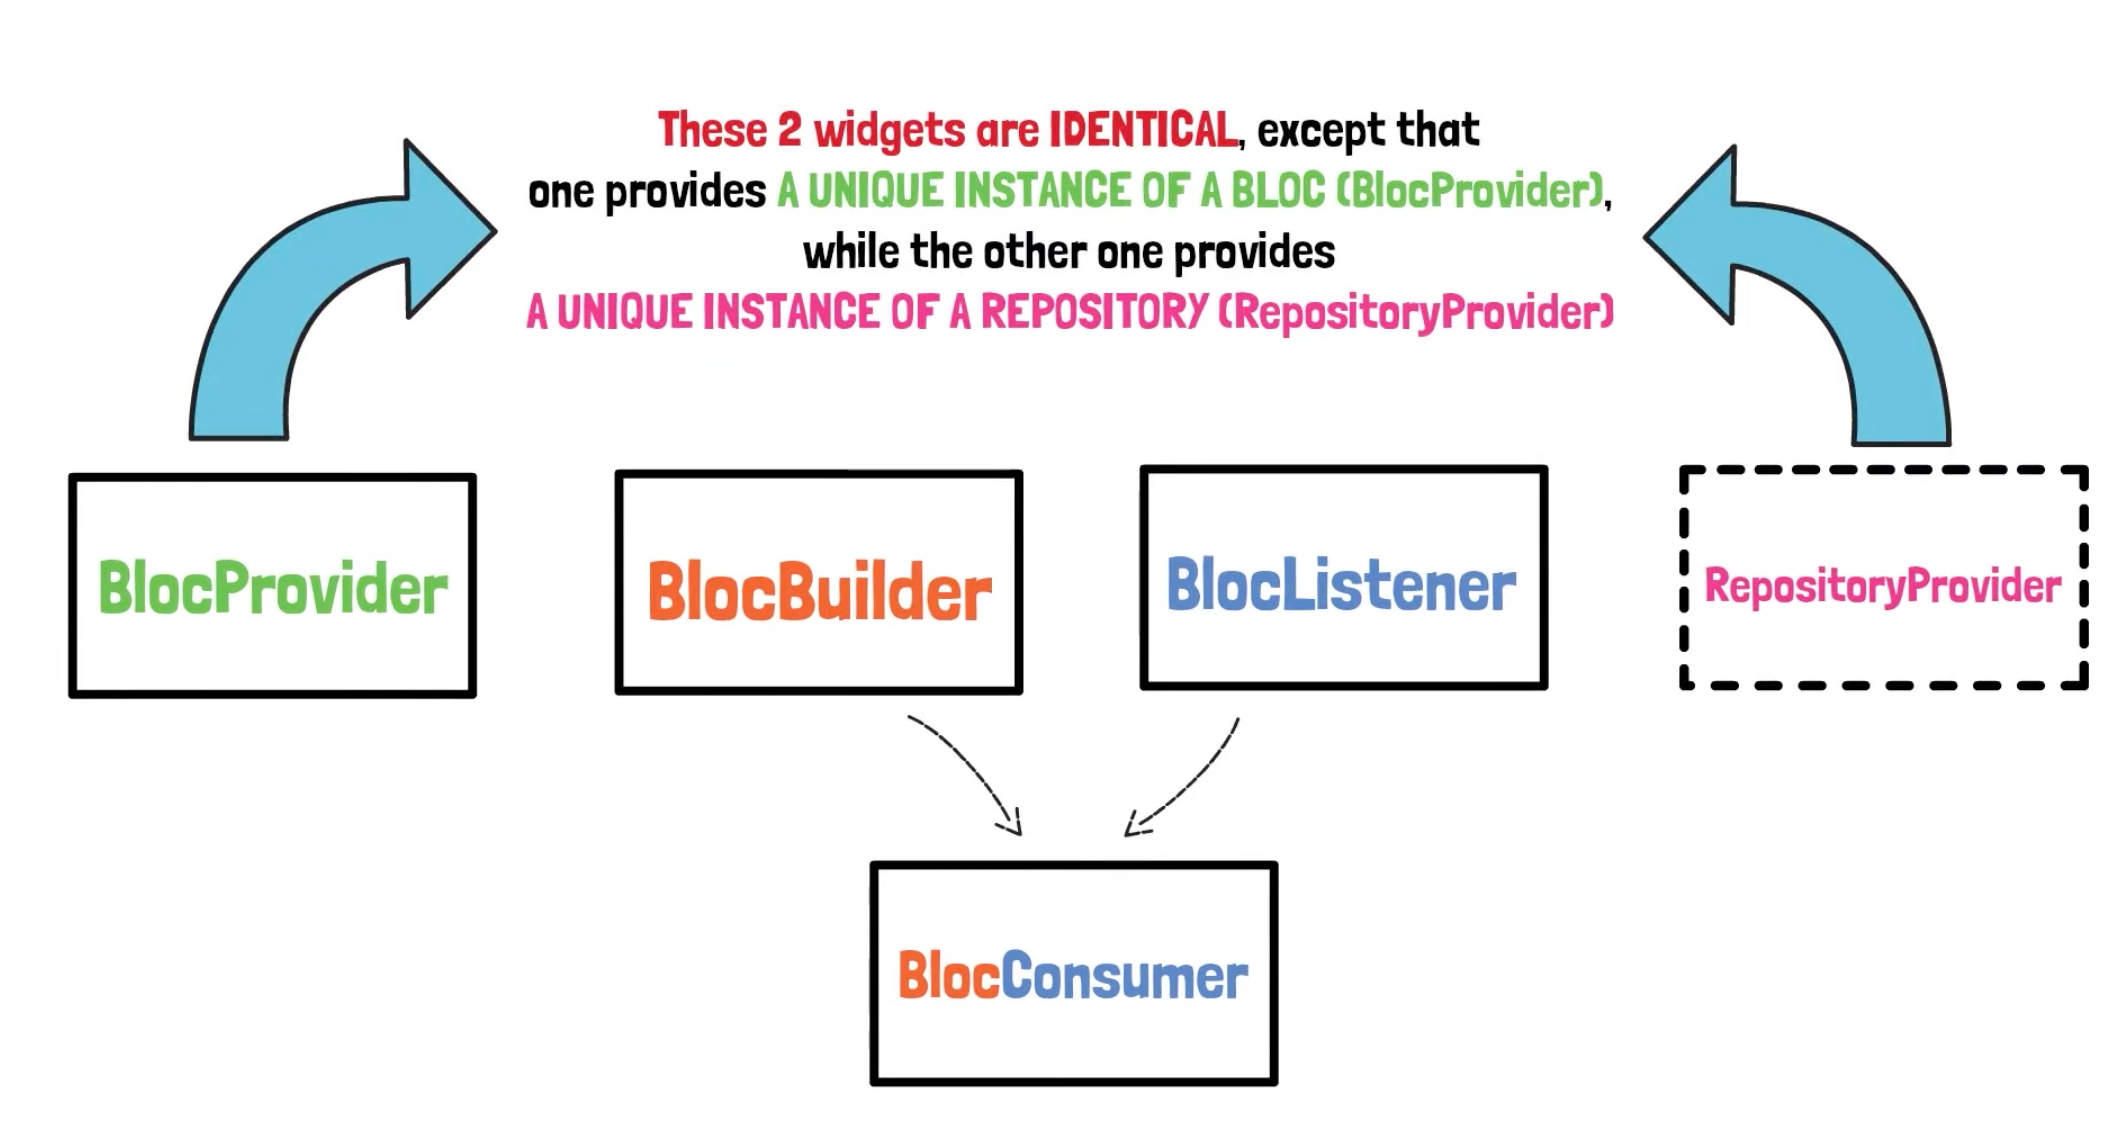 These 2 widgets are IDENTICAL, except that
one provides A UNIQUE INSTANCE OF A BLOC (BlocProvider),
while the other one provides
A UNIQUE INSTANCE OF A REPOSITORY (RepositoryProvider)
BlocProvider
BlocBuilder
BlocListener
RepositoryProvider
BlocConsumer